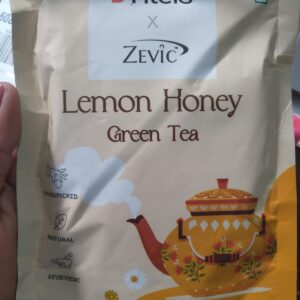 X
ZEVIC
Lemon Honey
Green Tea
HANDPICKED
NATURAL
AYURVEDIC